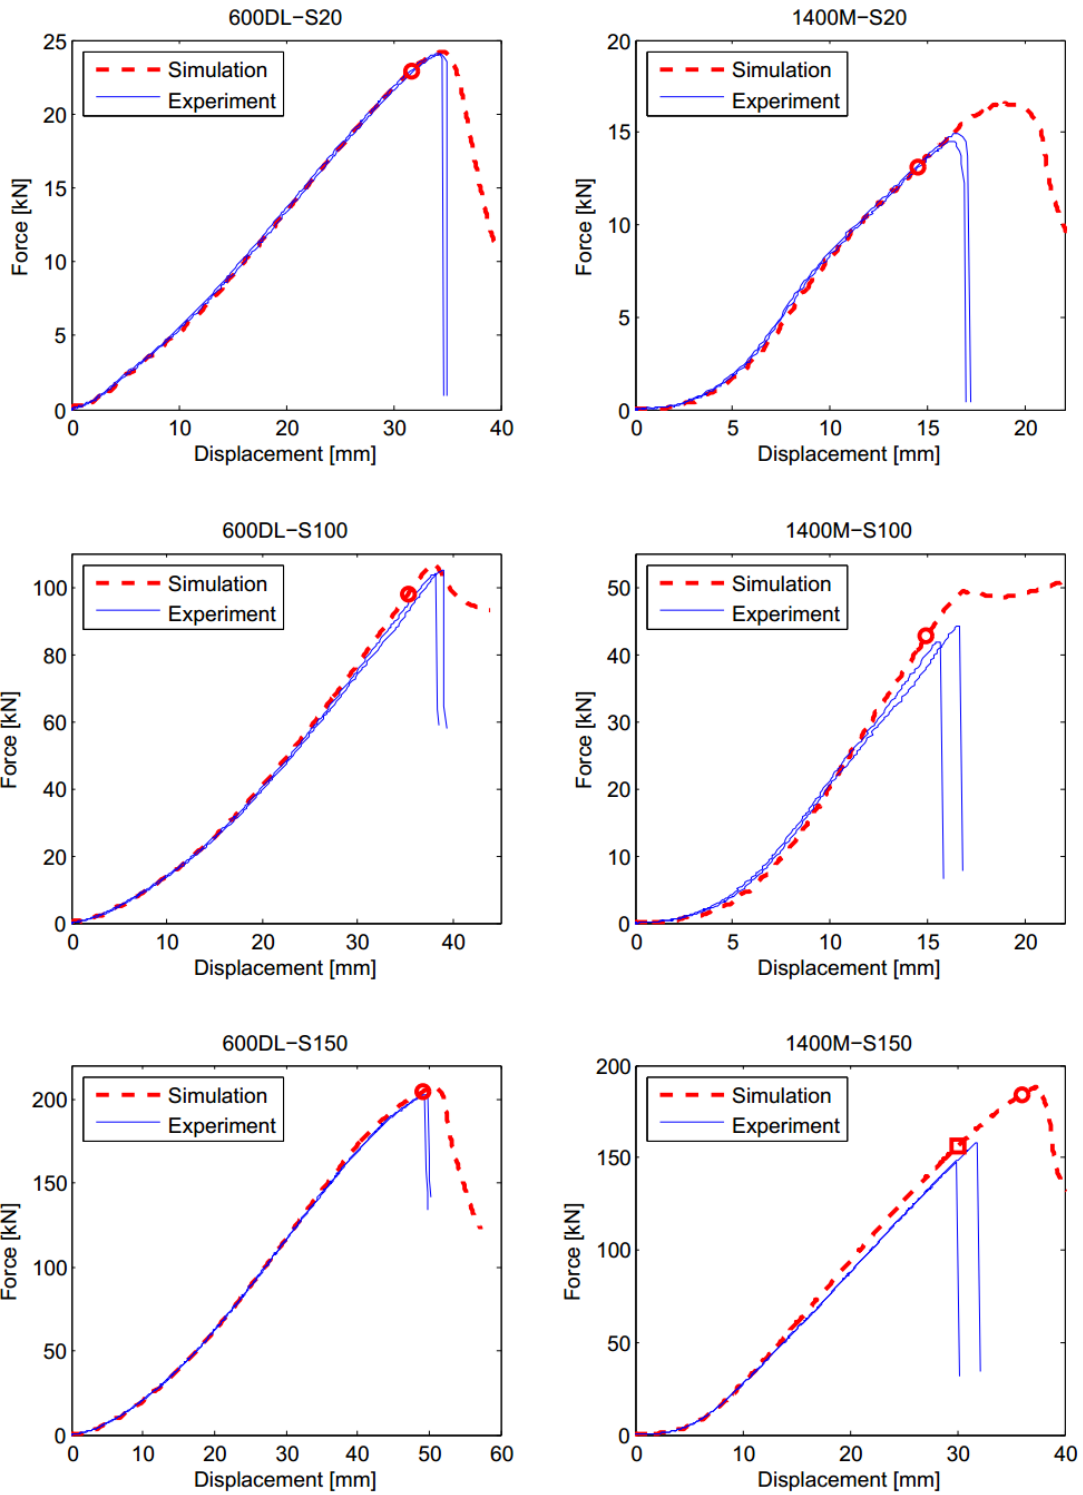 600DL−S20
25
20
15
10
5
0
0 10 20 30 40
Force [kN]
Displacement [mm]
Simulation
Experiment
1400M−S20
20
15
10
5
0
0 5 10 15 20
Force [kN]
Displacement [mm]
Simulation
Experiment
600DL−S100
100
80
60
40
20
0
0 10 20 30 40
Force [kN]
Displacement [mm]
Simulation
Experiment
1400M−S100
50
40
30
20
10
0
0 5 10 15 20
Force [kN]
Displacement [mm]
Simulation
Experiment
600DL−S150
200
150
100
50
0
0 10 20 30 40 50 60
Force [kN]
Displacement [mm]
Simulation
Experiment
1400M−S150
200
150
100
50
0
0 10 20 30 40
Force [kN]
Displacement [mm]
Simulation
Experiment